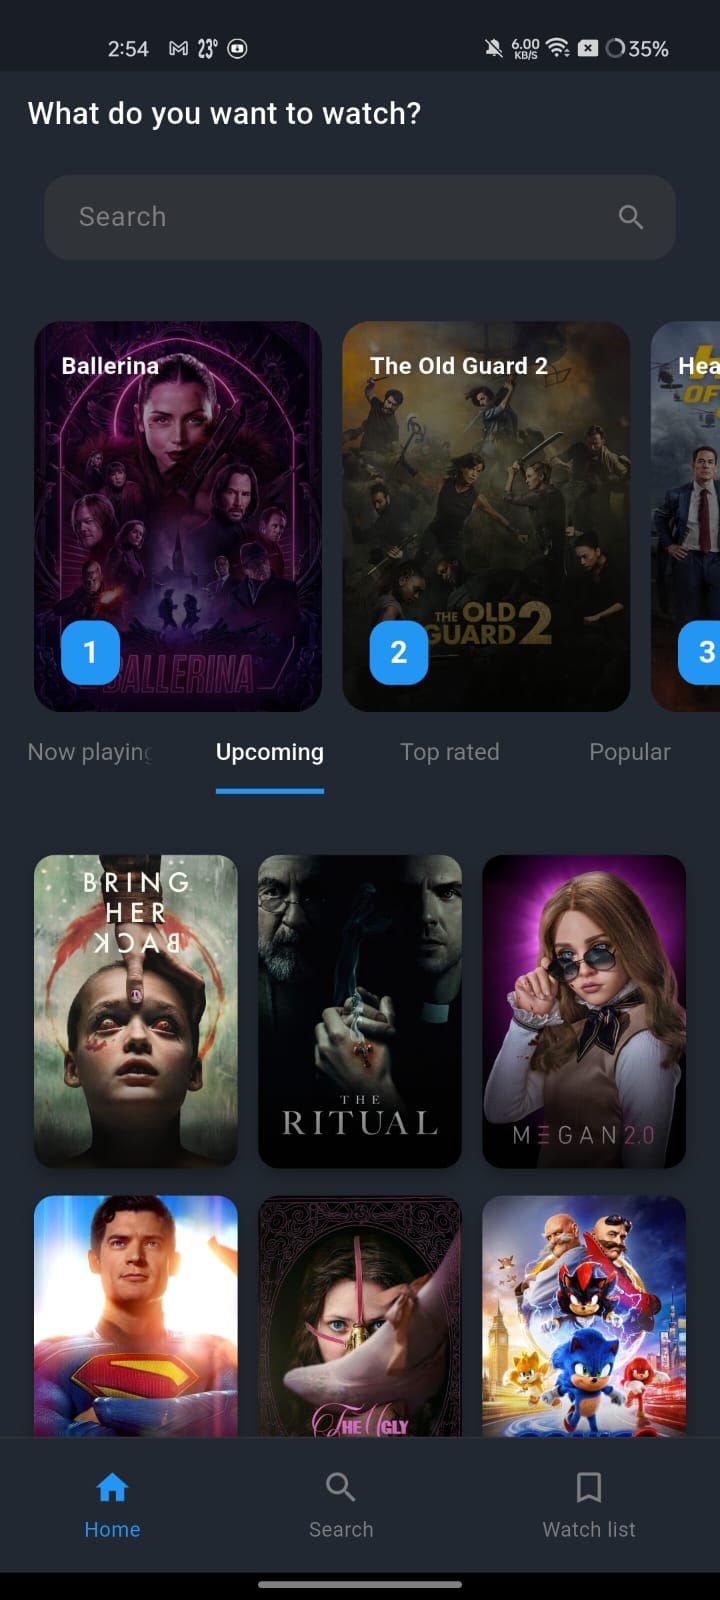 2:54 23° 6.00 KB/S 35%
What do you want to watch?
Search
Ballerina
The Old Guard 2
Hea
OF
THE OLD
GUARD 2
1
2
3
BALLERINA
Now playing
Upcoming
Top rated
Popular
BRING
HER
BACK
THE
RITUAL
M3GAN 2.0
THE UGLY
Home
Search
Watch list